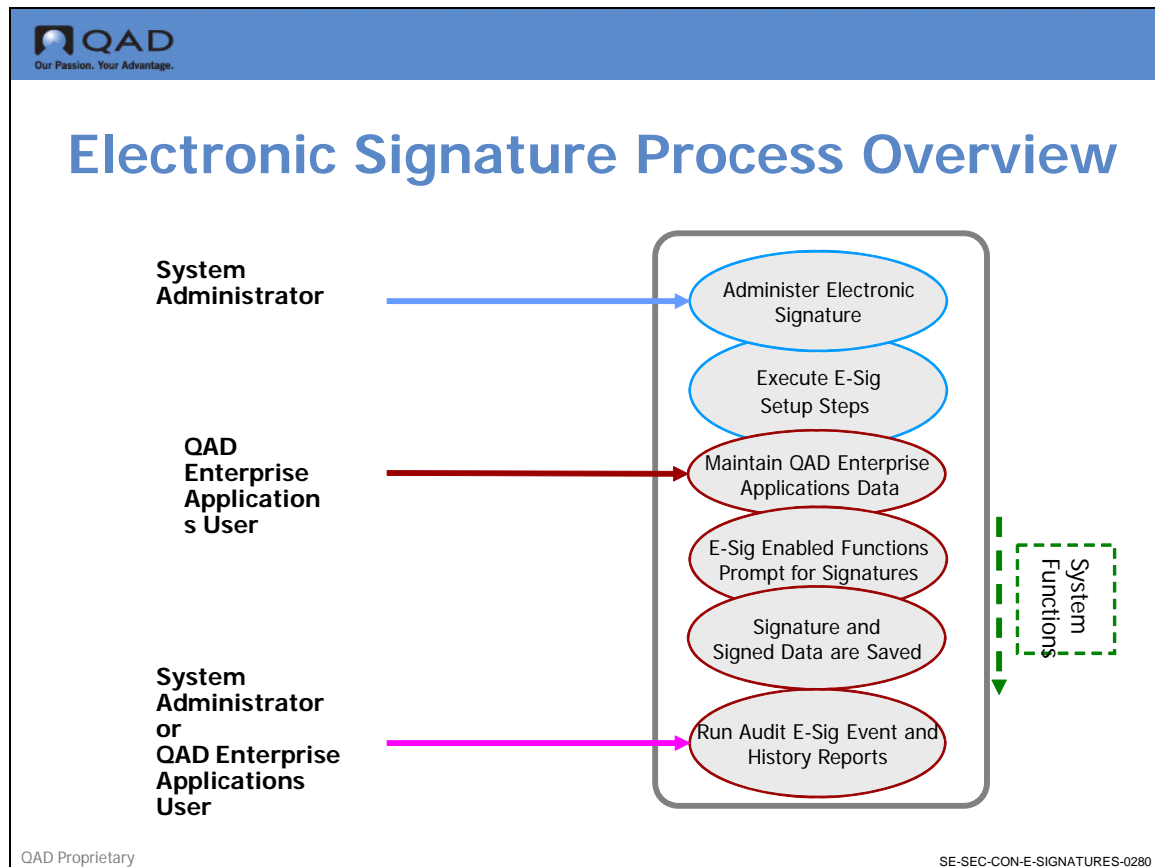 QAD
Our Passion. Your Advantage.
Electronic Signature Process Overview
System
Administrator
Administer Electronic
Signature
Execute E-Sig
Setup Steps
QAD
Enterprise
Application
s User
Maintain QAD Enterprise
Applications Data
E-Sig Enabled Functions
Prompt for Signatures
System
Functions
Signature and
Signed Data are Saved
System
Administrator
or
QAD Enterprise
Applications
User
Run Audit E-Sig Event and
History Reports
QAD Proprietary
SE-SEC-CON-E-SIGNATURES-0280